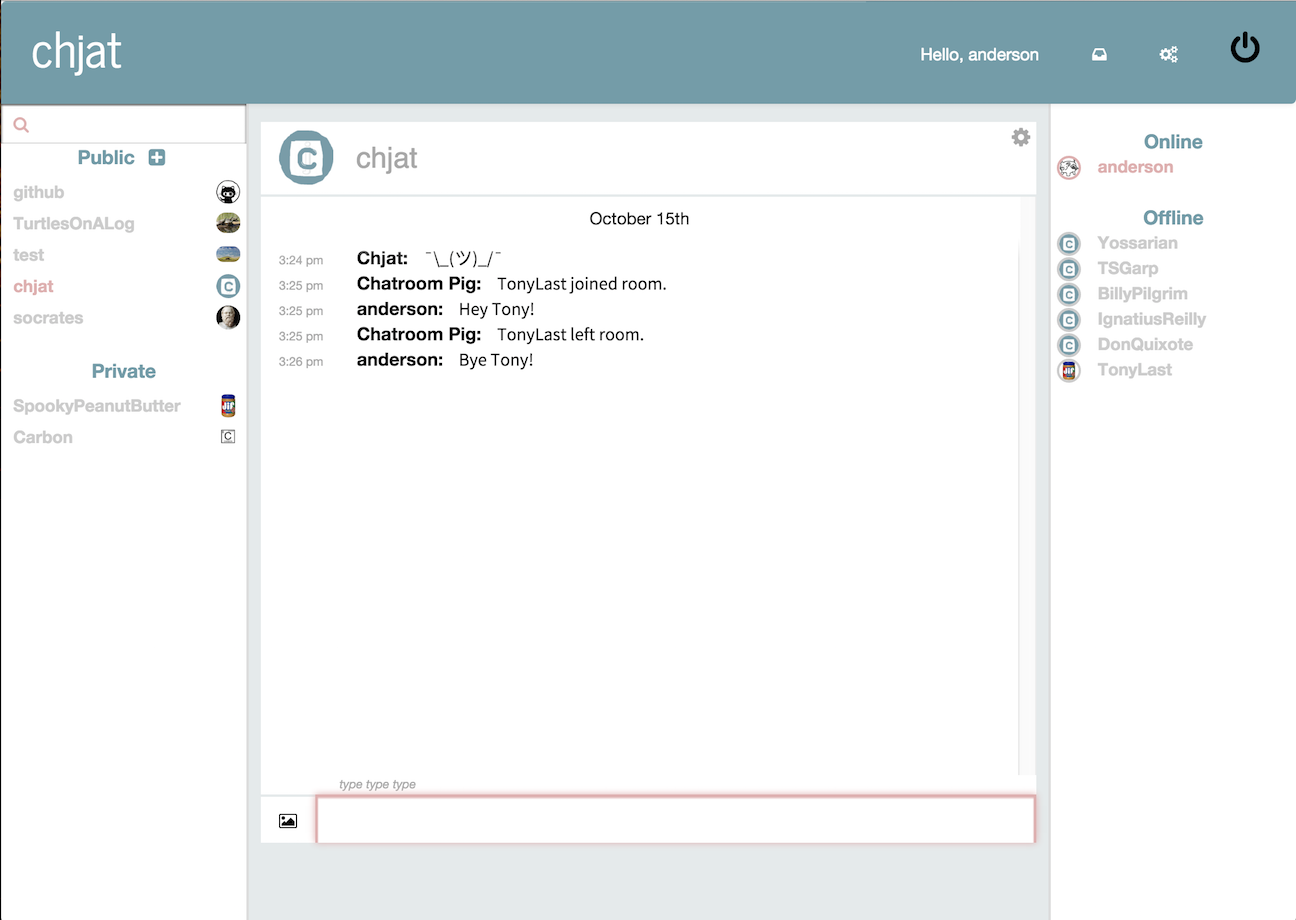 chjat
Hello, anderson
Public
github
TurtlesOnALog
test
chjat
C
socrates
Private
SpookyPeanutButter
Jif
Carbon
C
C chjat
October 15th
3:24 pm Chjat: ¯\_(ツ)_/¯
3:25 pm Chatroom Pig: TonyLast joined room.
3:25 pm anderson: Hey Tony!
3:25 pm Chatroom Pig: TonyLast left room.
3:26 pm anderson: Bye Tony!
type type type
Online
anderson
Offline
C Yossarian
C TSGarp
C BillyPilgrim
C IgnatiusReilly
C DonQuixote
Jif TonyLast